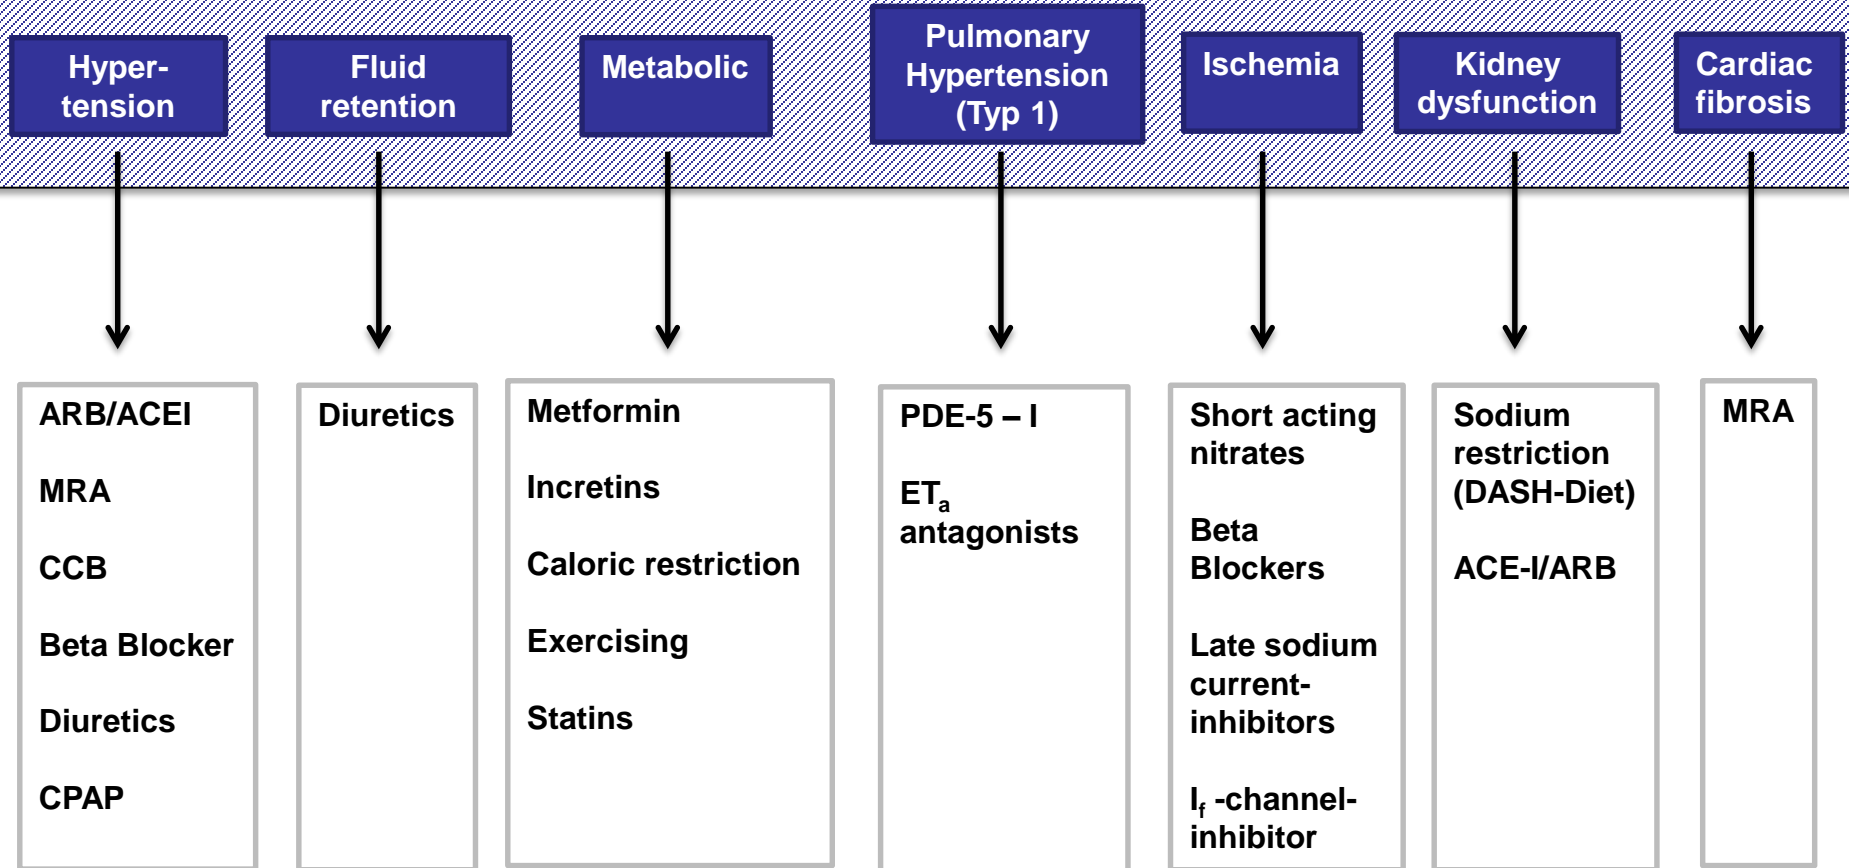 Hyper-
tension
Fluid
retention
Metabolic
Pulmonary
Hypertension
(Typ 1)
Ischemia
Kidney
dysfunction
Cardiac
fibrosis
ARB/ACEI
MRA
CCB
Beta Blocker
Diuretics
CPAP
Diuretics
Metformin
Incretins
Caloric restriction
Exercising
Statins
PDE-5 – I
ETa
antagonists
Short acting
nitrates
Beta
Blockers
Late sodium
current-
inhibitors
If -channel-
inhibitor
Sodium
restriction
(DASH-Diet)
ACE-I/ARB
MRA